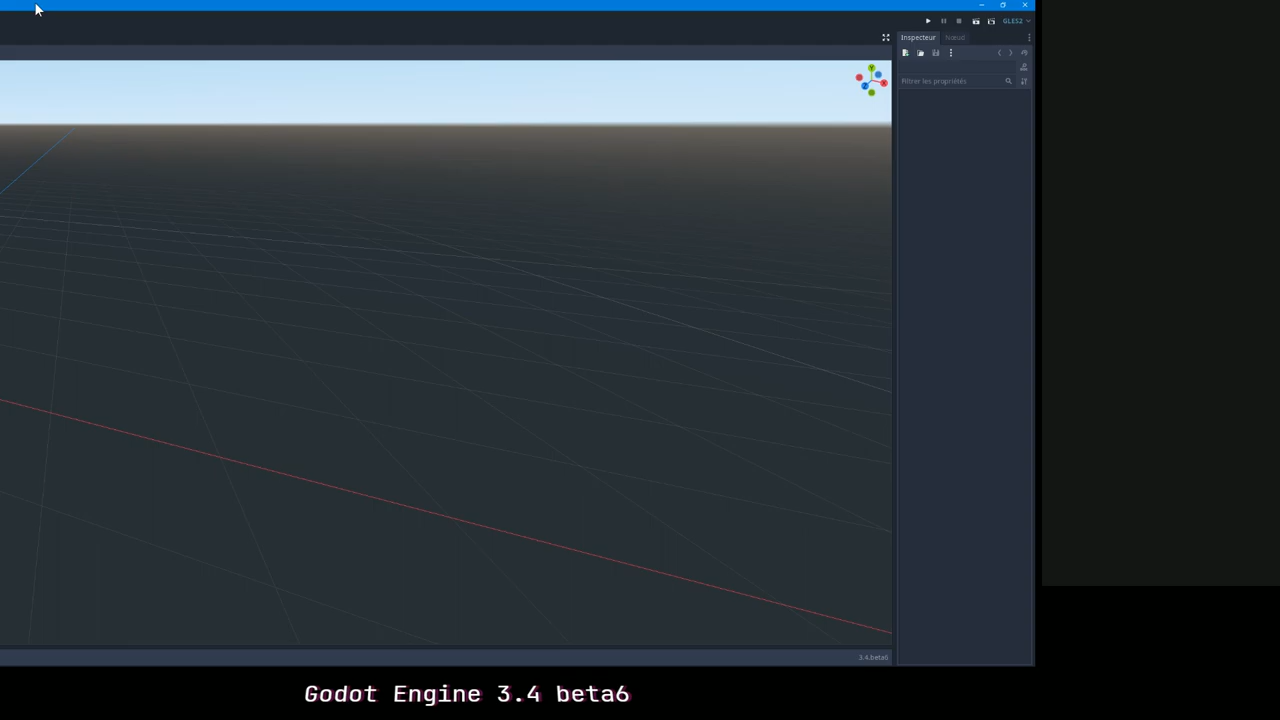 GLES2
Inspecteur Nœud
Filtrer les propriétés
3.4.beta6
Godot Engine 3.4 beta6